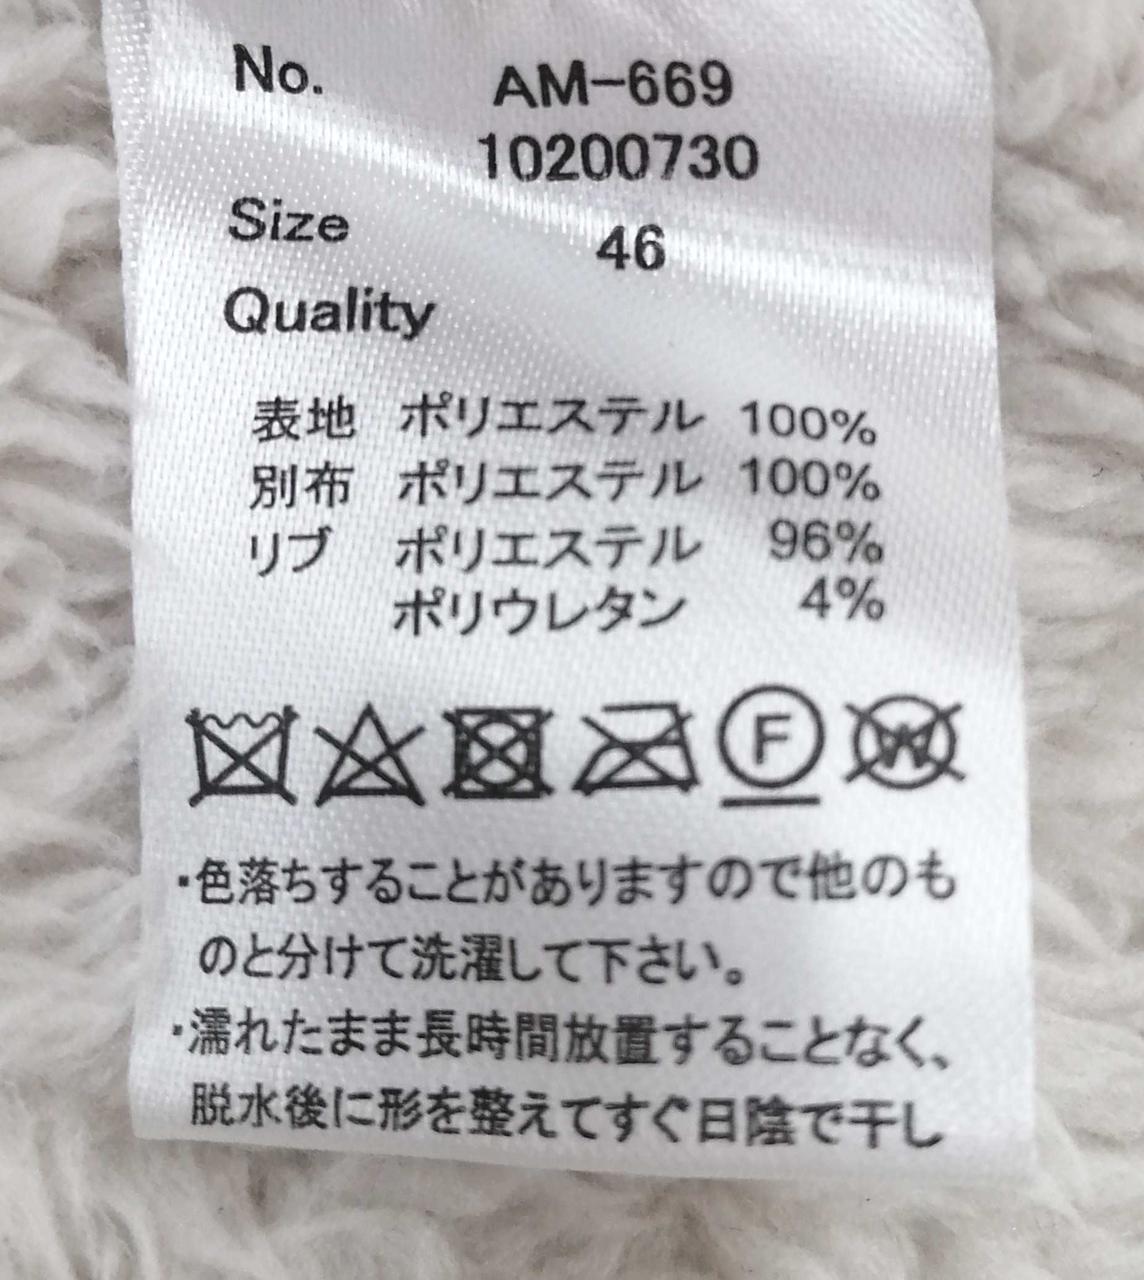 No. AM-669
10200730
Size 46
Quality
表地 ポリエステル 100%
別布 ポリエステル 100%
リブ ポリエステル 96%
ポリウレタン 4%
F W
・色落ちすることがありますので他のも
のと分けて洗濯して下さい。
・濡れたまま長時間放置することなく、
脱水後に形を整えてすぐ日陰で干し